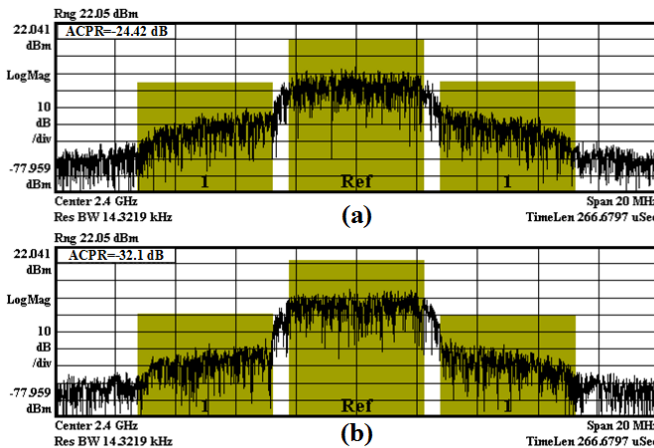 Rng 22.05 dBm
22.041
dBm
ACPR=-24.42 dB
LogMag
10
dB
/div
-77.959
dBm
1 Ref 1
Center 2.4 GHz Span 20 MHz
Res BW 14.3219 kHz TimeLen 266.6797 uSec
(a)
Rng 22.05 dBm
22.041
dBm
ACPR=-32.1 dB
LogMag
10
dB
/div
-77.959
dBm
1 Ref 1
Center 2.4 GHz Span 20 MHz
Res BW 14.3219 kHz TimeLen 266.6797 uSec
(b)